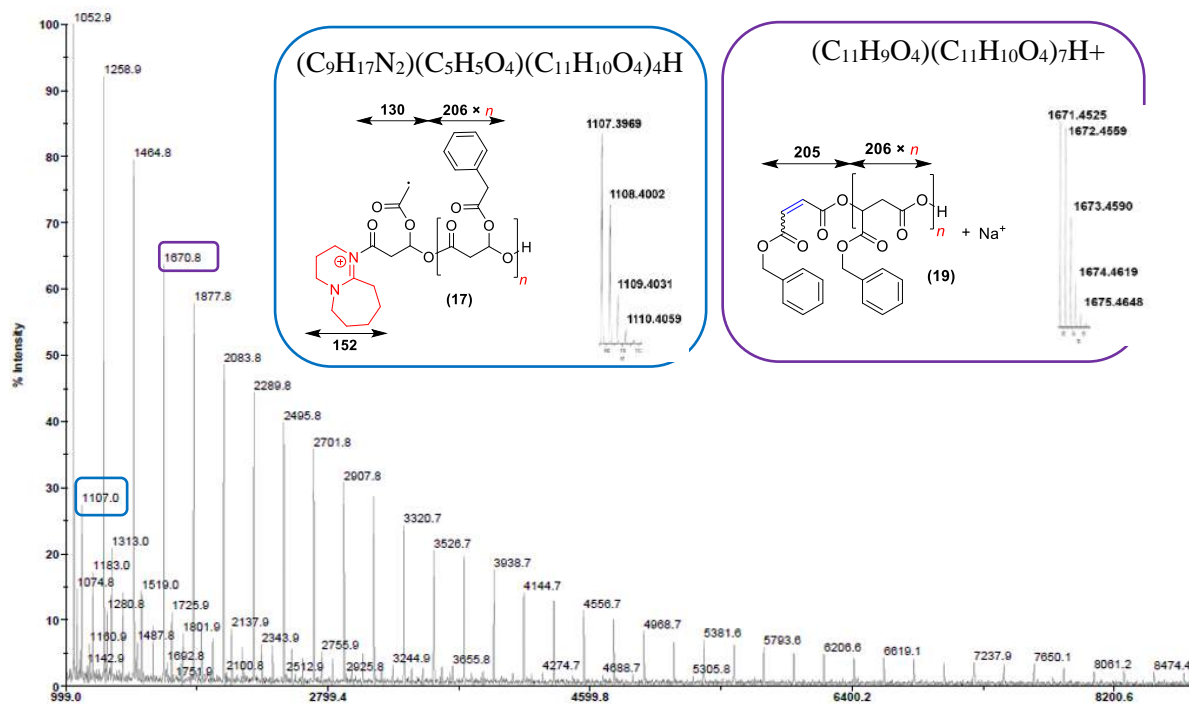 (C9H17N2)(C5H5O4)(C11H10O4)4H
130
206 × n
1107.3969
1108.4002
1109.4031
1110.4059
O
O
O
O
O
O
O
O
H
n
N
+
N
(17)
152
(C11H9O4)(C11H10O4)7H+
1671.4525
1672.4559
1673.4590
1674.4619
1675.4648
205
206 × n
O
O
O
O
O
O
O
O
H
n
+ Na+
(19)
% Intensity
100
90
80
70
60
50
40
30
20
10
0
1052.9
1258.9
1464.8
1670.8
1877.8
2083.8
2289.8
2495.8
2701.8
2907.8
3320.7
3526.7
3938.7
4144.7
4556.7
4968.7
5381.6
5793.6
6206.6
6619.1
7237.9
7650.1
8061.2
8474.4
1107.0
1313.0
1183.0
1074.8
1280.8
1519.0
1725.9
1160.9
1487.8
1801.9
2137.9
1142.9
1692.8
1751.9
2343.9
2100.8
2512.9
2755.9
2925.8
3244.9
3655.8
4274.7
4688.7
5305.8
999.0
2799.4
4599.8
6400.2
8200.6